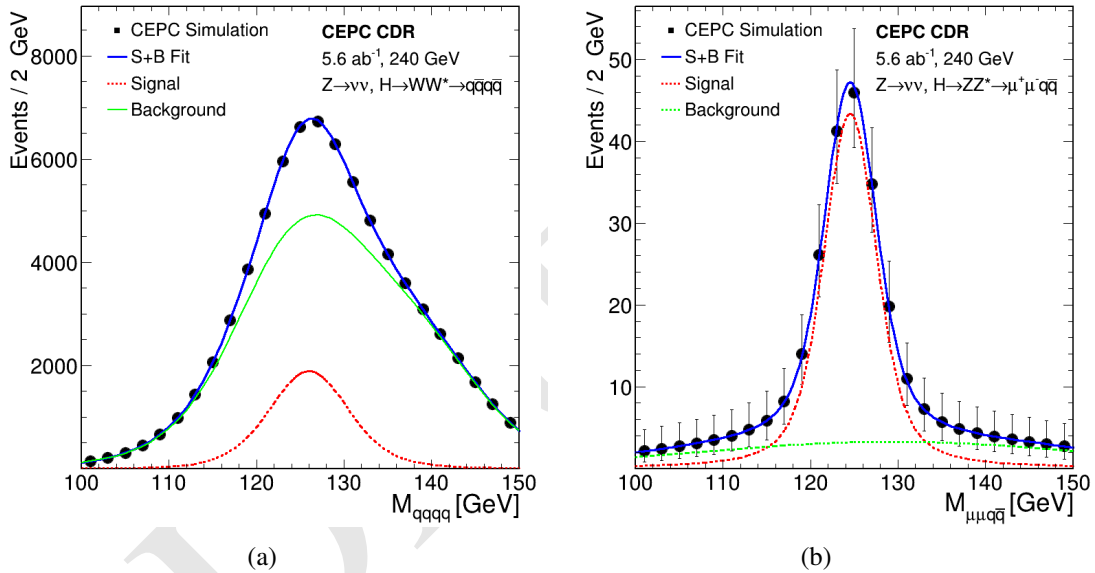 Events / 2 GeV
8000
6000
4000
2000
0
CEPC Simulation
S+B Fit
Signal
Background
CEPC CDR
5.6 ab⁻¹, 240 GeV
Z→νν, H→WW*→qq̅qq̅
100 110 120 130 140 150
M_qqqq [GeV]
(a)
Events / 2 GeV
50
40
30
20
10
CEPC Simulation
S+B Fit
Signal
Background
CEPC CDR
5.6 ab⁻¹, 240 GeV
Z→νν, H→ZZ*→μ⁺μ⁻qq̅
100 110 120 130 140 150
M_μμqq̅ [GeV]
(b)